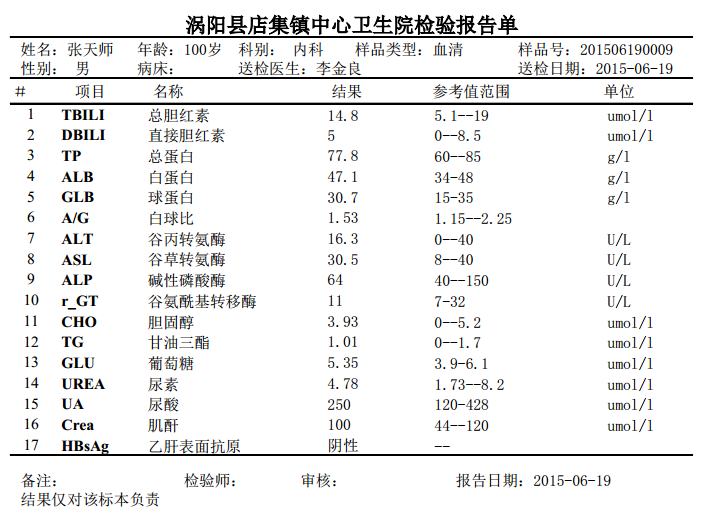 涡阳县店集镇中心卫生院检验报告单
姓名: 张天师 年龄: 100岁 科别: 内科 样品类型: 血清 样品号: 201506190009
性别: 男 病床: 送检医生: 李金良 送检日期: 2015-06-19
# 项目 名称 结果 参考值范围 单位
1 TBILI 总胆红素 14.8 5.1--19 umol/l
2 DBILI 直接胆红素 5 0--8.5 umol/l
3 TP 总蛋白 77.8 60--85 g/l
4 ALB 白蛋白 47.1 34-48 g/l
5 GLB 球蛋白 30.7 15-35 g/l
6 A/G 白球比 1.53 1.15--2.25
7 ALT 谷丙转氨酶 16.3 0--40 U/L
8 ASL 谷草转氨酶 30.5 8--40 U/L
9 ALP 碱性磷酸酶 64 40--150 U/L
10 r_GT 谷氨酰基转移酶 11 7-32 U/L
11 CHO 胆固醇 3.93 0--5.2 umol/l
12 TG 甘油三酯 1.01 0--1.7 umol/l
13 GLU 葡萄糖 5.35 3.9-6.1 umol/l
14 UREA 尿素 4.78 1.73--8.2 umol/l
15 UA 尿酸 250 120-428 umol/l
16 Crea 肌酐 100 44--120 umol/l
17 HBsAg 乙肝表面抗原 阴性 --
备注: 检验师: 审核: 报告日期: 2015-06-19
结果仅对该标本负责